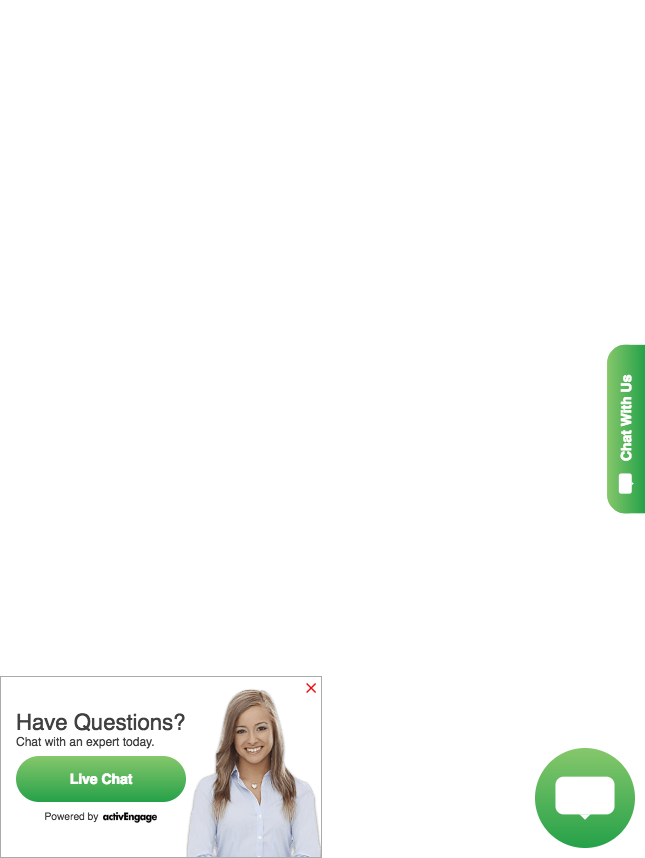 Chat With Us
Have Questions?
Chat with an expert today.
Live Chat
Powered by activEngage